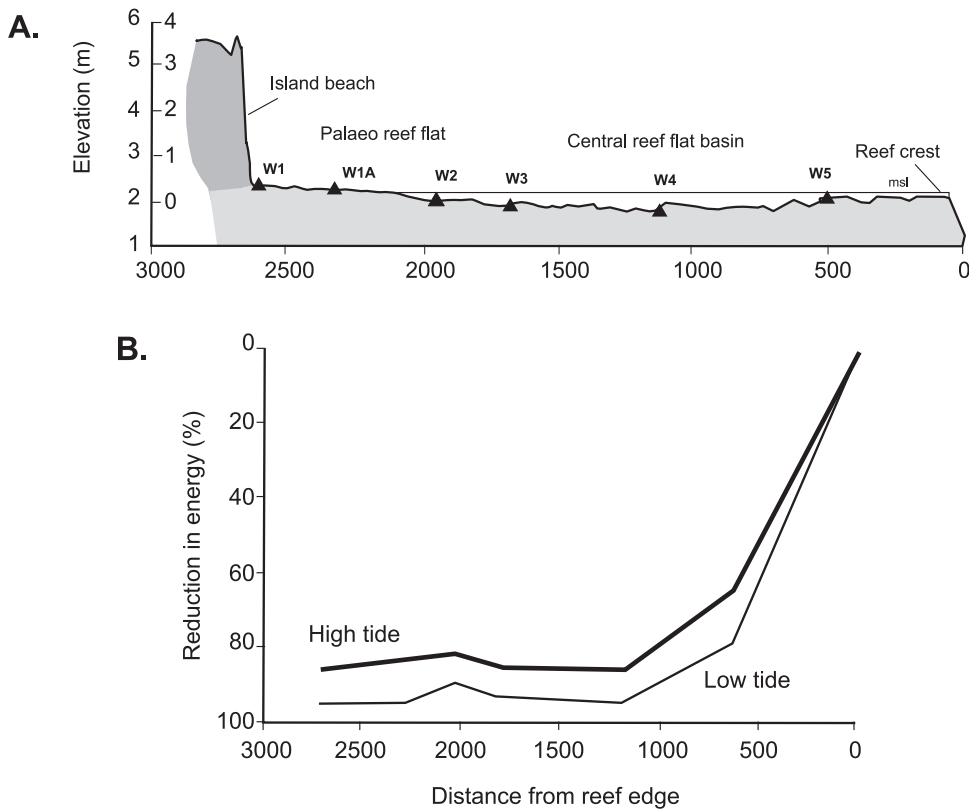 A.
Elevation (m)
6
5
4
3
2
1
4
3
2
1
0
Island beach
Palaeo reef flat
Central reef flat basin
Reef crest
msl
W1
W1A
W2
W3
W4
W5
3000 2500 2000 1500 1000 500 0
B.
Reduction in energy (%)
0
20
40
60
80
100
High tide
Low tide
3000 2500 2000 1500 1000 500 0
Distance from reef edge